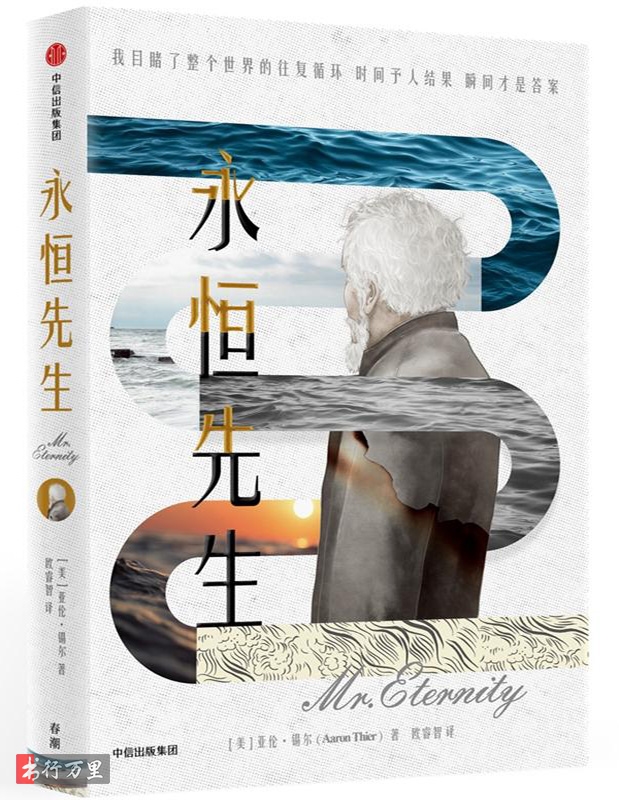 我目睹了整个世界的往复循环 时间予人结果 瞬间才是答案
永恒先生
Mr. Eternity
[美]亚伦·锡尔(Aaron Thier) 著 欧睿智 译
中信出版集团
中信出版集团
永恒先生
Mr.
Eternity
[美]亚伦·锡尔 著
欧睿智 译
春潮
书行万里